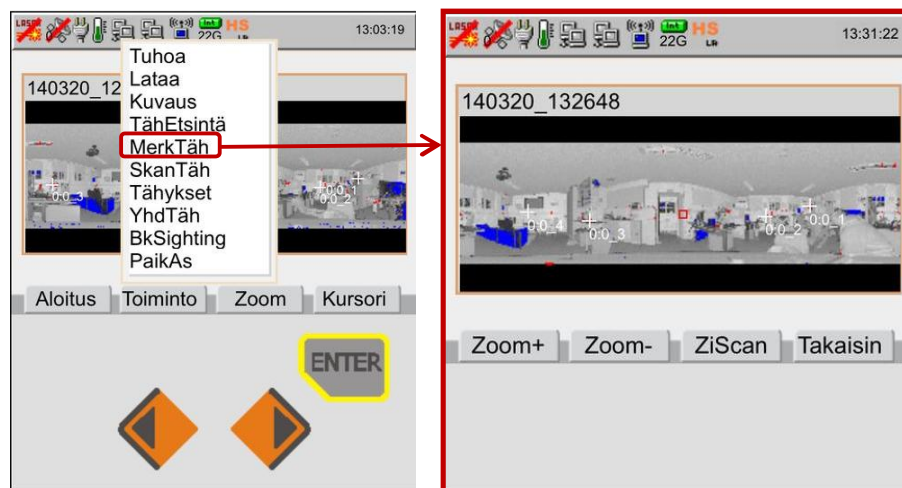 LASER
Int
22G
HS
LR
13:03:19
140320_12
Tuhoa
Lataa
Kuvaus
TähEtsintä
MerkTäh
SkanTäh
Tähykset
YhdTäh
BkSighting
PaikAs
0:0_3
0:0_1
0:0_2
Aloitus Toiminto Zoom Kursori
ENTER
LASER
Int
22G
HS
LR
13:31:22
140320_132648
0:0_4
0:0_3
0:0_2
0:0_1
Zoom+ Zoom- ZiScan Takaisin